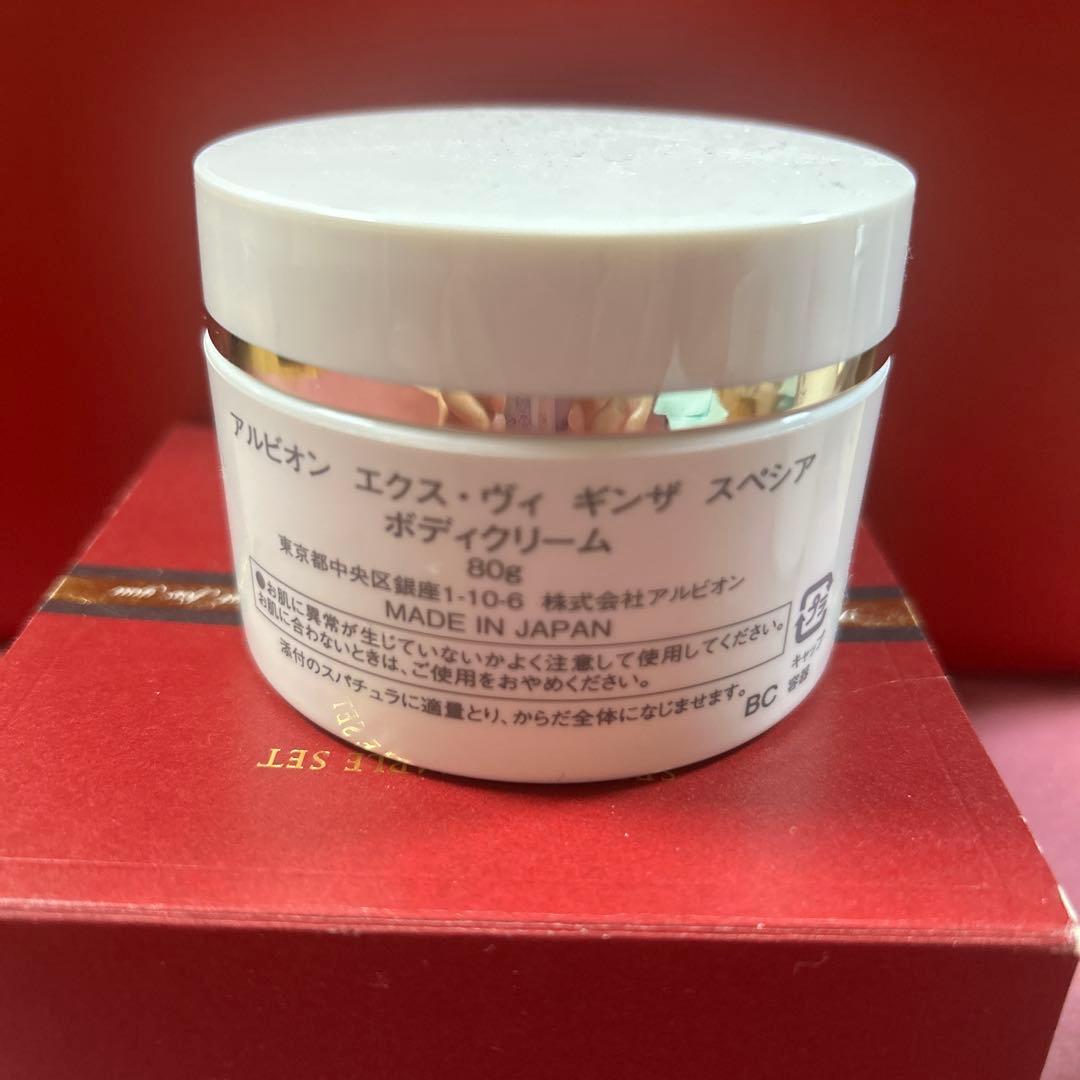 アルビオン エクス・ヴィ ギンザ スペシア
ボディクリーム
80g
東京都中央区銀座1-10-6 株式会社アルビオン
MADE IN JAPAN
●お肌に異常が生じていないかよく注意して使用してください。
お肌に合わないときは、ご使用をおやめください。
添付のスパチュラに適量とり、からだ全体になじませます。
BC
プラ
キャップ
容器
for you
SET